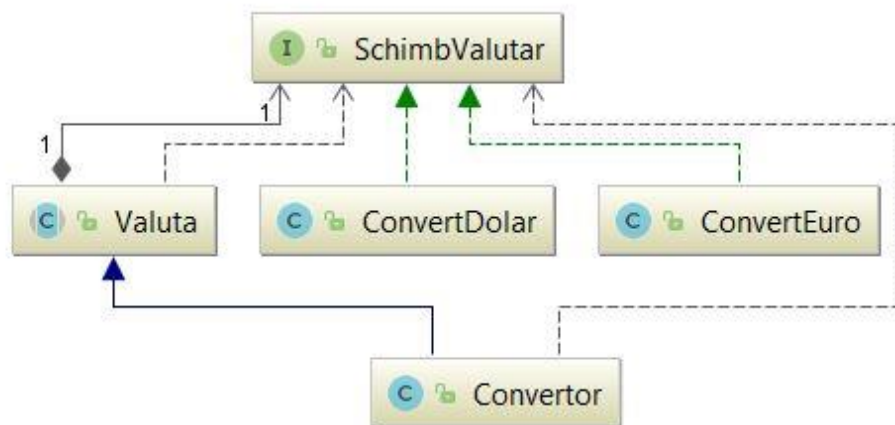 I SchimbValutar
1
1
C Valuta
C ConvertDolar
C ConvertEuro
C Convertor